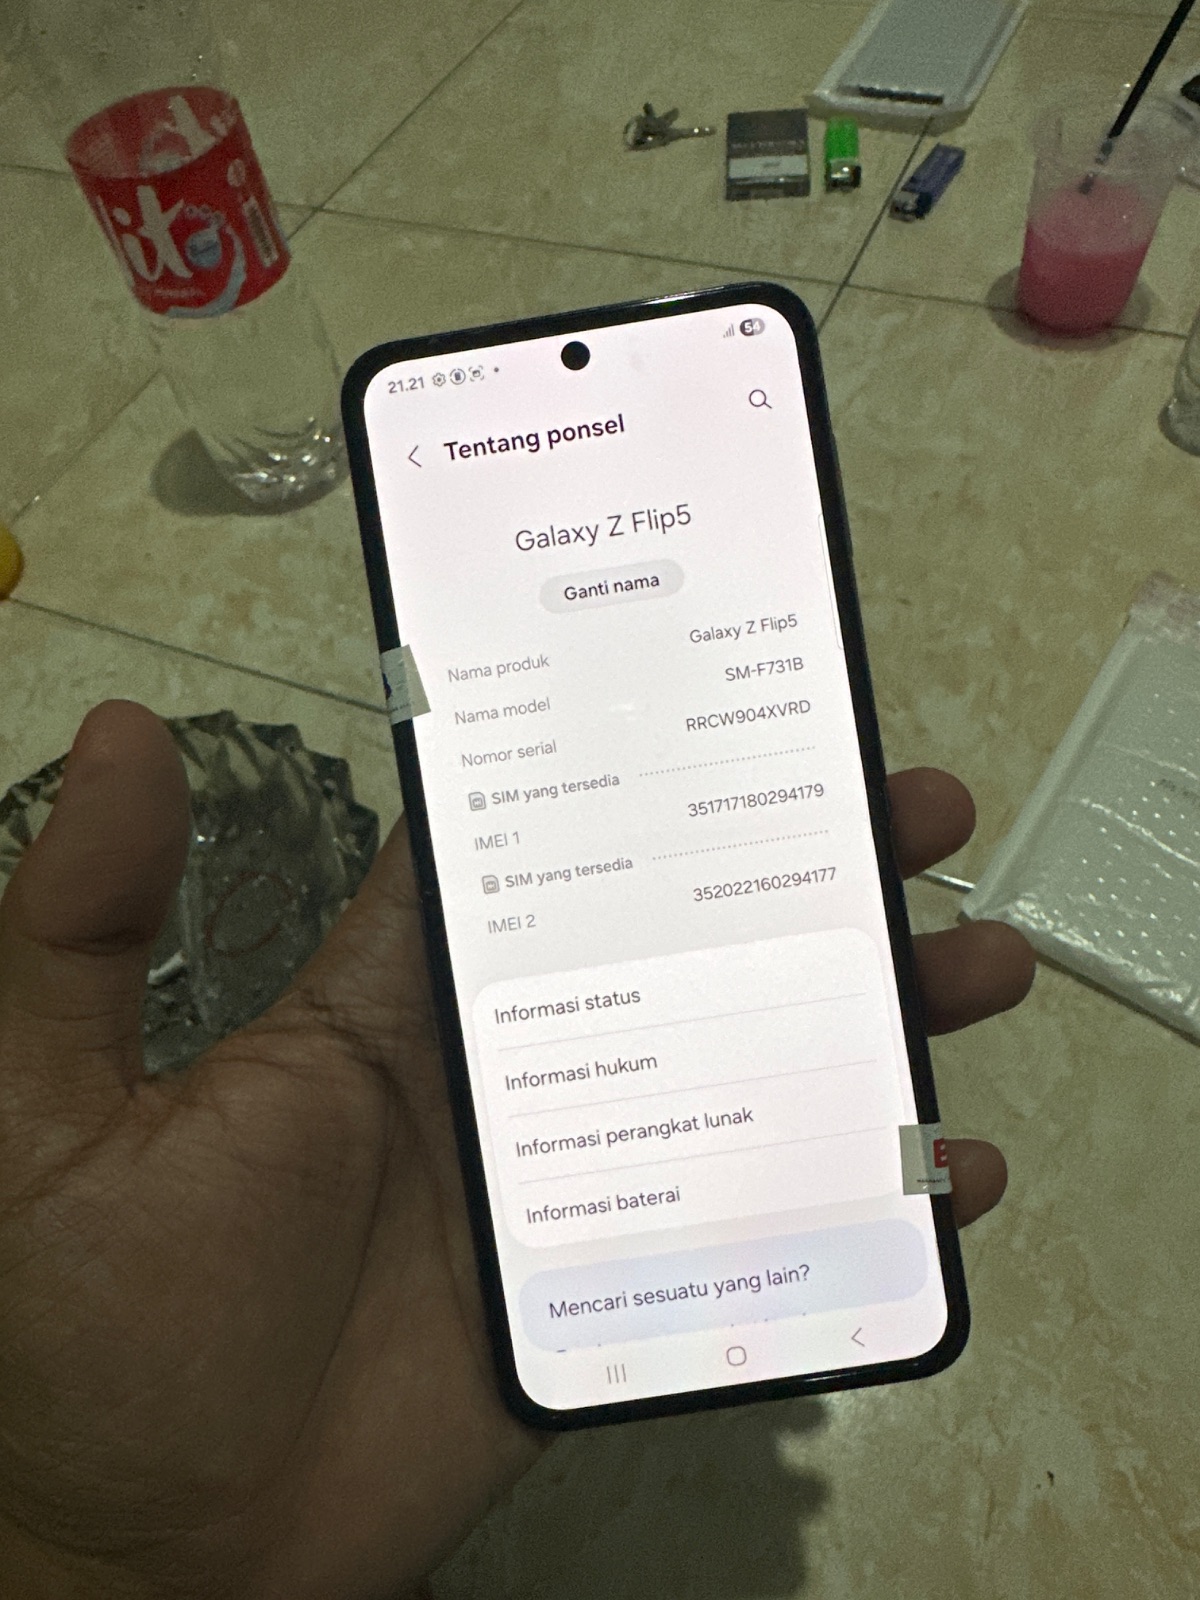 21.21
54
Tentang ponsel
Galaxy Z Flip5
Ganti nama
Nama produk Galaxy Z Flip5
Nama model SM-F731B
Nomor serial RRCW904XVRD
SIM yang tersedia
IMEI 1 351717180294179
SIM yang tersedia
IMEI 2 352022160294177
Informasi status
Informasi hukum
Informasi perangkat lunak
Informasi baterai
Mencari sesuatu yang lain?